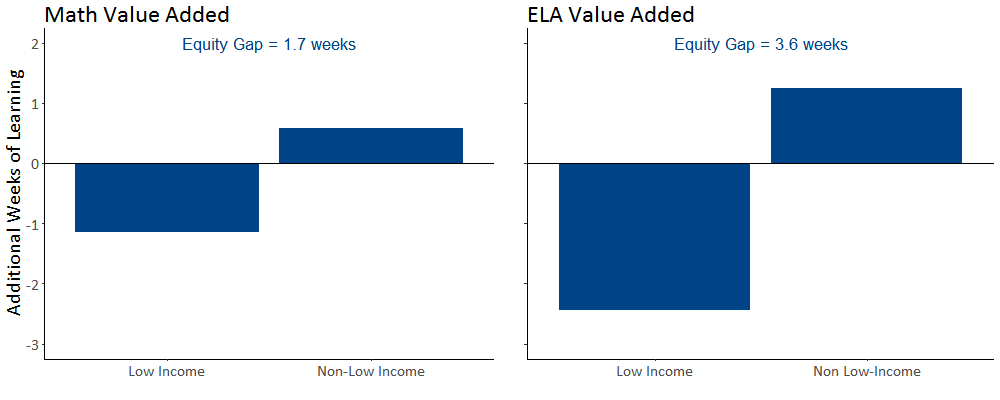 Math Value Added
ELA Value Added
Equity Gap = 1.7 weeks
Equity Gap = 3.6 weeks
Additional Weeks of Learning
2
1
0
-1
-2
-3
Low Income
Non-Low Income
Low Income
Non Low-Income